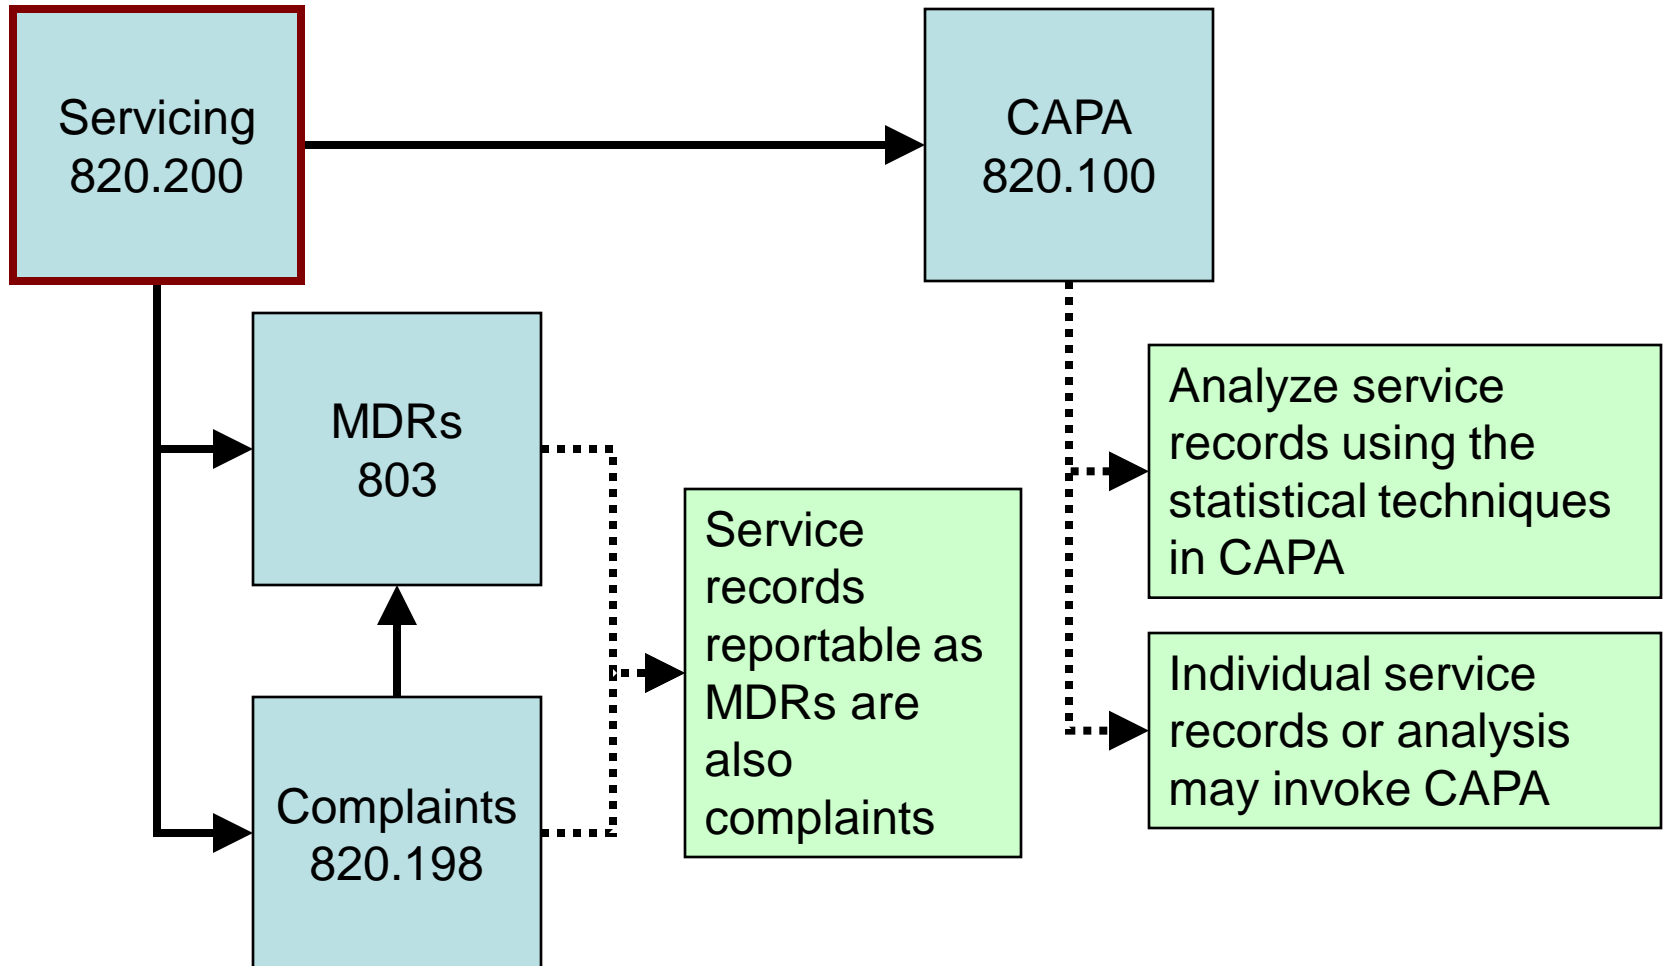 Servicing
820.200
CAPA
820.100
MDRs
803
Complaints
820.198
Service
records
reportable as
MDRs are
also
complaints
Analyze service
records using the
statistical techniques
in CAPA
Individual service
records or analysis
may invoke CAPA